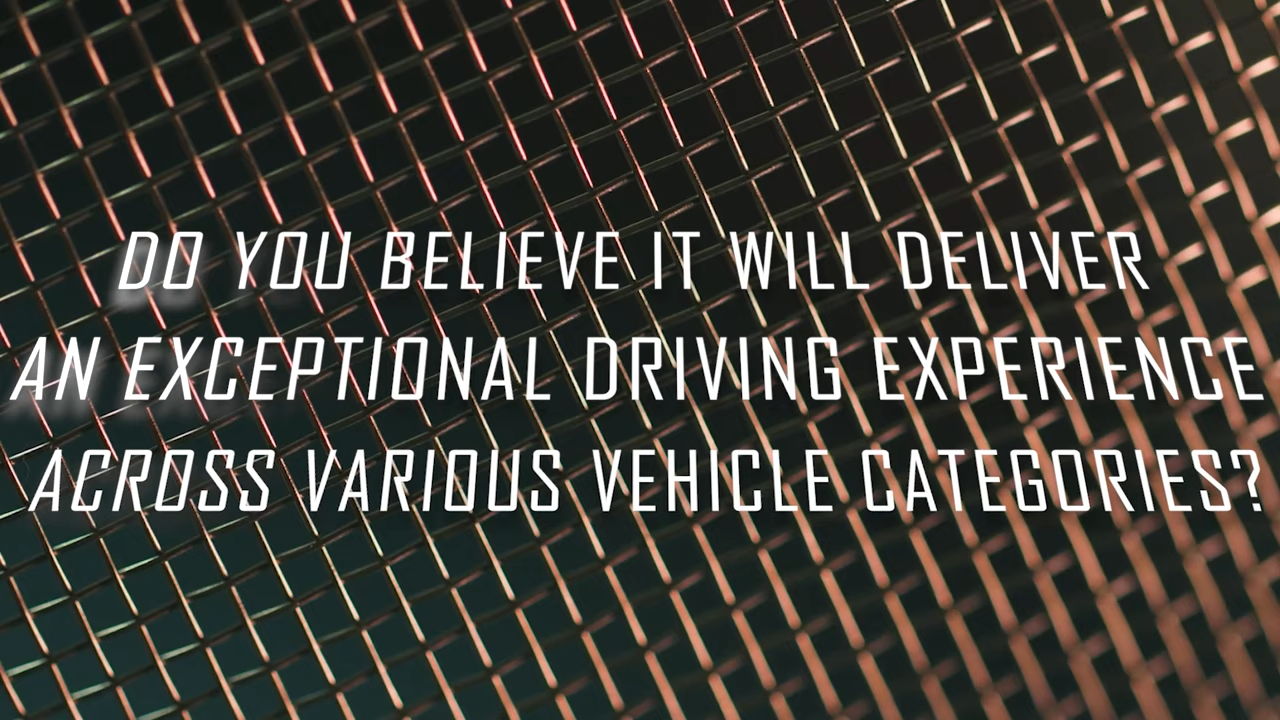 DO YOU BELIEVE IT WILL DELIVER
AN EXCEPTIONAL DRIVING EXPERIENCE
ACROSS VARIOUS VEHICLE CATEGORIES?